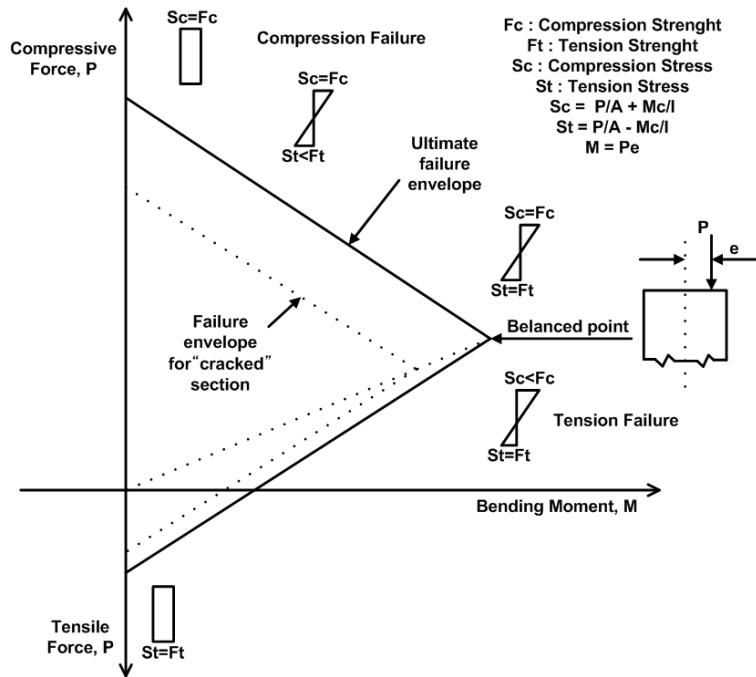 Sc=Fc
Compressive
Force, P
Compression Failure
Fc : Compression Strenght
Ft : Tension Strenght
Sc : Compression Stress
St : Tension Stress
Sc = P/A + Mc/I
St = P/A - Mc/I
M = Pe
Sc=Fc
St<Ft
Ultimate
failure
envelope
Sc=Fc
St=Ft
P
e
Failure
envelope
for“cracked”
section
Belanced point
Sc<Fc
St=Ft
Tension Failure
Bending Moment, M
Tensile
Force, P
St=Ft